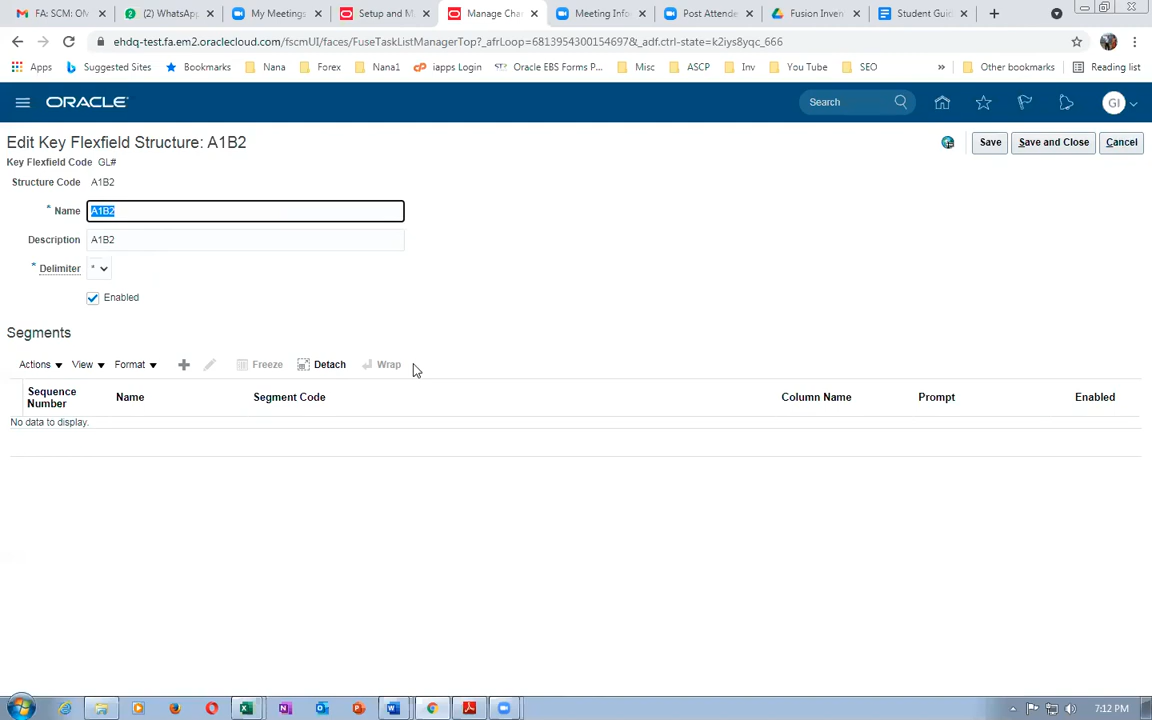 FA: SCM: ON
(2) WhatsApp
My Meetings
Setup and M
Manage Cha
Meeting Info
Post Attende
Fusion Inven
Student Guid
ehdq-test.fa.em2.oraclecloud.com/fscmUI/faces/FuseTaskListManagerTop?_afrLoop=6813954300154697&_adf.ctrl-state=k2iys8yqc_666
Apps
Suggested Sites
Bookmarks
Nana
Forex
Nana1
iapps Login
Oracle EBS Forms P...
Misc
ASCP
Inv
You Tube
SEO
»
Other bookmarks
Reading list
ORACLE
Search
GI
Edit Key Flexfield Structure: A1B2
Save
Save and Close
Cancel
Key Flexfield Code GL#
Structure Code A1B2
* Name A1B2
Description A1B2
* Delimiter *
Enabled
Segments
Actions View Format Freeze Detach Wrap
Sequence Number Name Segment Code Column Name Prompt Enabled
No data to display.
7:12 PM